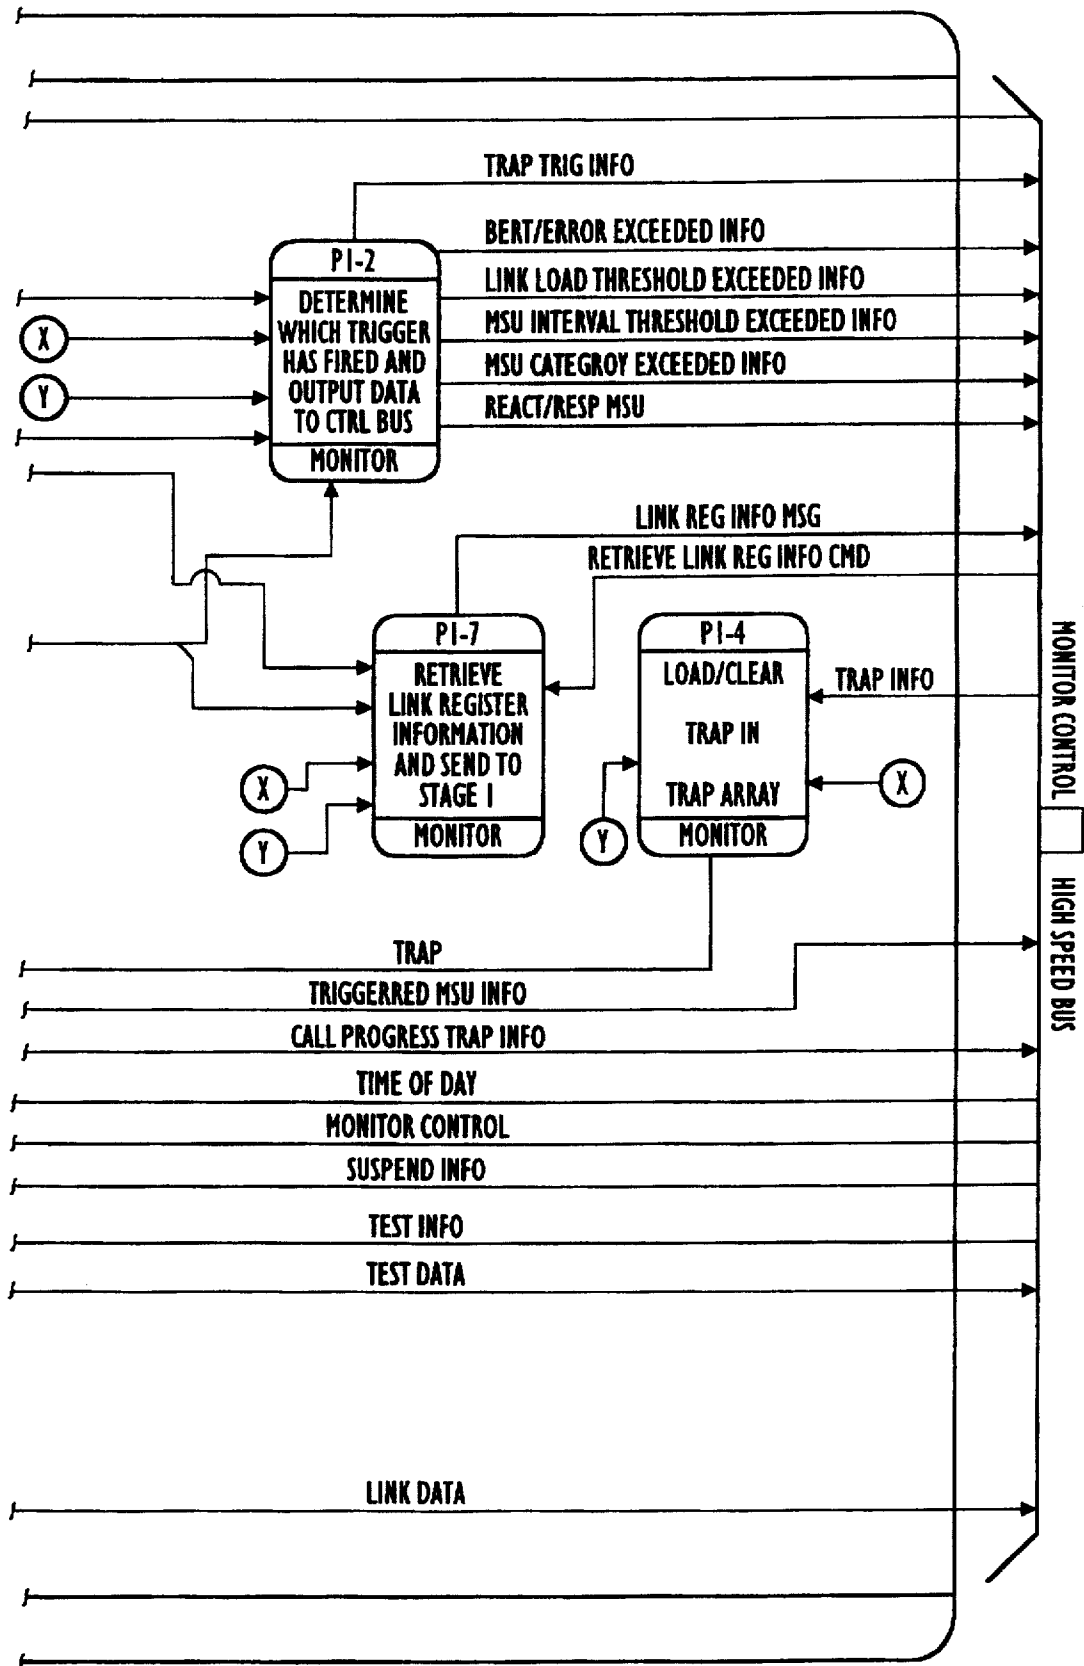 TRAP TRIG INFO
BERT/ERROR EXCEEDED INFO
LINK LOAD THRESHOLD EXCEEDED INFO
MSU INTERVAL THRESHOLD EXCEEDED INFO
MSU CATEGROY EXCEEDED INFO
REACT/RESP MSU
P1-2
DETERMINE
WHICH TRIGGER
HAS FIRED AND
OUTPUT DATA
TO CTRL BUS
MONITOR
X
Y
LINK REG INFO MSG
RETRIEVE LINK REG INFO CMD
P1-7
RETRIEVE
LINK REGISTER
INFORMATION
AND SEND TO
STAGE 1
MONITOR
X
Y
P1-4
LOAD/CLEAR
TRAP IN
TRAP ARRAY
MONITOR
TRAP INFO
X
Y
MONITOR CONTROL
HIGH SPEED BUS
TRAP
TRIGGERRED MSU INFO
CALL PROGRESS TRAP INFO
TIME OF DAY
MONITOR CONTROL
SUSPEND INFO
TEST INFO
TEST DATA
LINK DATA